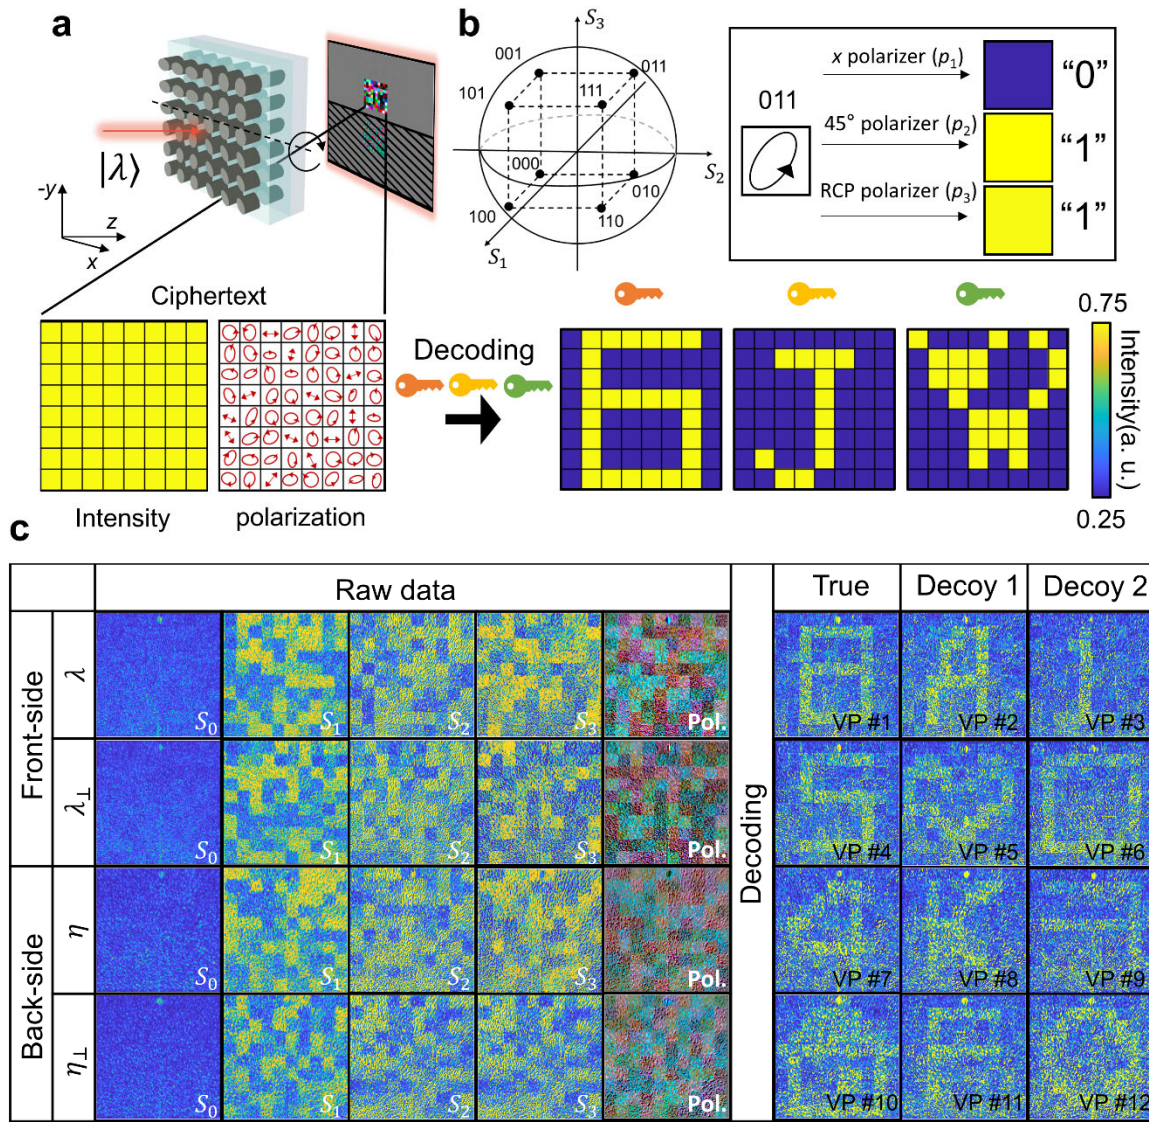 a
|λ⟩
-y
z
x
Ciphertext
Intensity
polarization
Decoding
b
S₃
001
011
101
111
000
S₂
010
100
110
S₁
011
x polarizer (p₁)
“0”
45° polarizer (p₂)
“1”
RCP polarizer (p₃)
“1”
0.75
Intensity(a. u.)
0.25
c
Raw data
Decoding
True
Decoy 1
Decoy 2
Front-side
λ
S₀
S₁
S₂
S₃
Pol.
VP #1
VP #2
VP #3
λ⊥
S₀
S₁
S₂
S₃
Pol.
VP #4
VP #5
VP #6
Back-side
η
S₀
S₁
S₂
S₃
Pol.
VP #7
VP #8
VP #9
η⊥
S₀
S₁
S₂
S₃
Pol.
VP #10
VP #11
VP #12